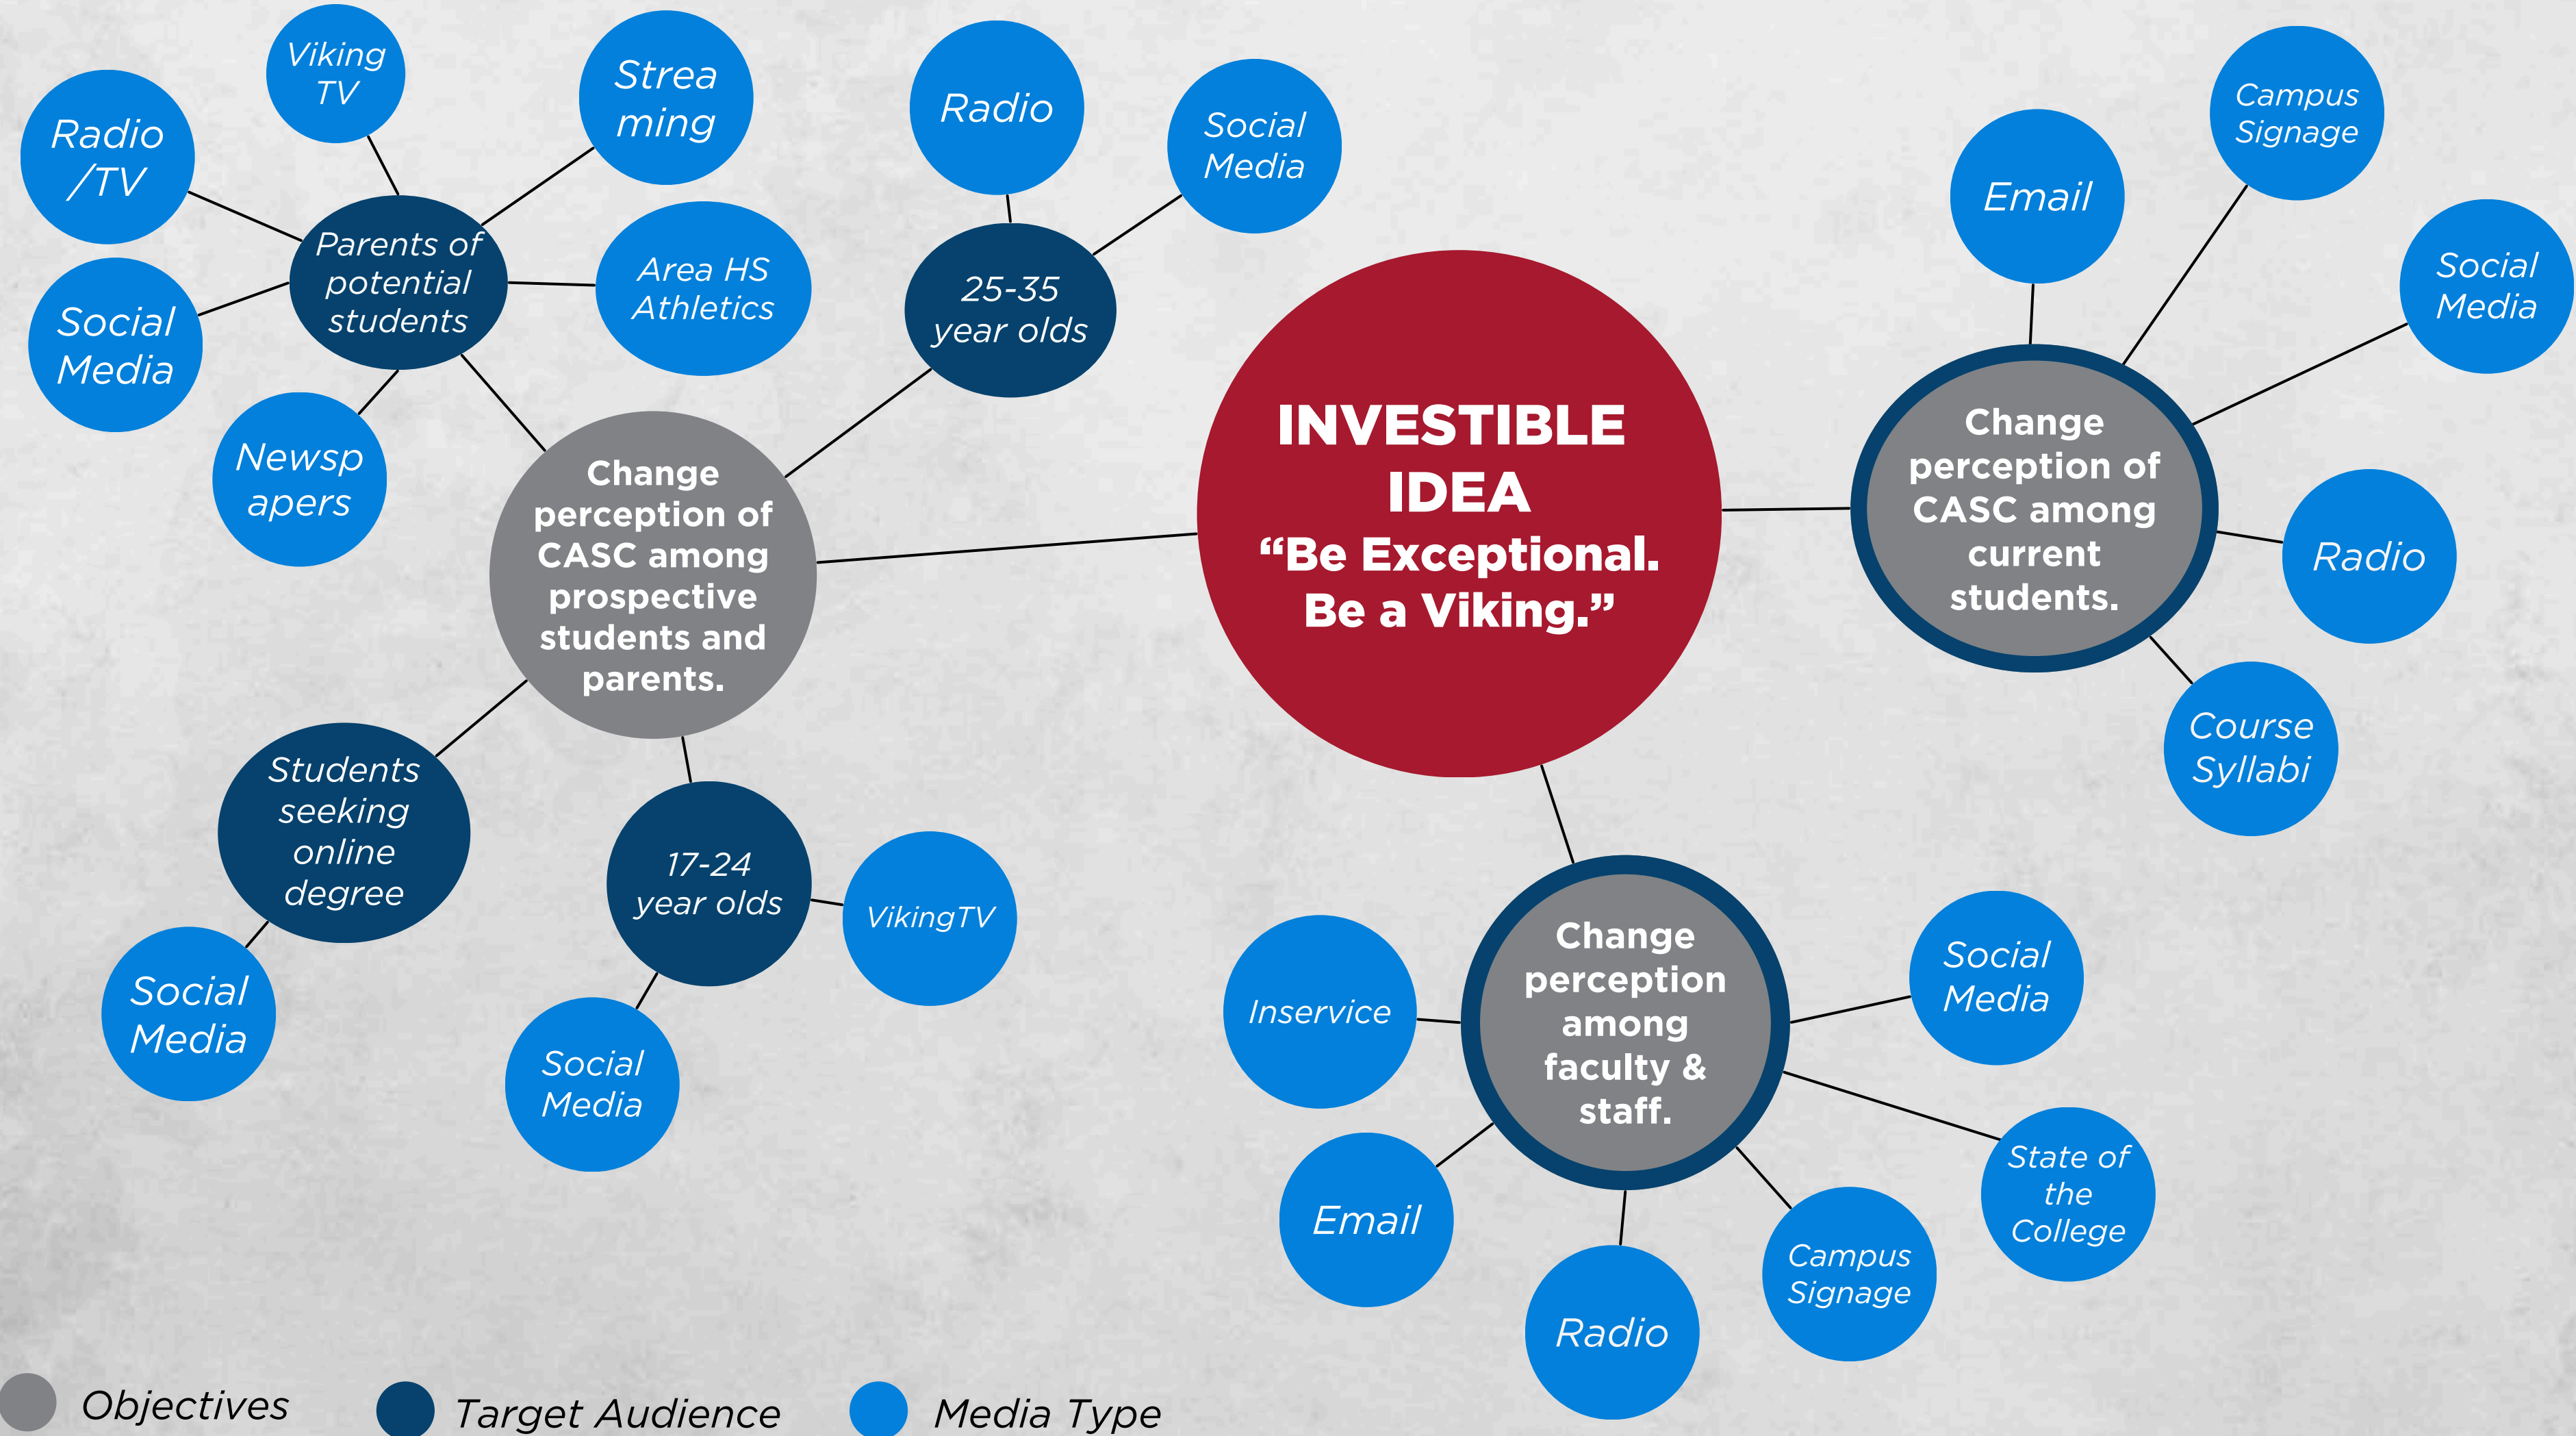 Viking
TV
Strea
ming
Radio
/TV
Parents of
potential
students
Area HS
Athletics
Social
Media
Newsp
apers
Radio
Social
Media
25-35
year olds
Change
perception of
CASC among
prospective
students and
parents.
Students
seeking
online
degree
Social
Media
17-24
year olds
VikingTV
Social
Media
INVESTIBLE
IDEA
“Be Exceptional.
Be a Viking.”
Email
Campus
Signage
Social
Media
Change
perception of
CASC among
current
students.
Radio
Course
Syllabi
Change
perception
among
faculty &
staff.
Inservice
Social
Media
Email
State of
the
College
Campus
Signage
Radio
Objectives
Target Audience
Media Type